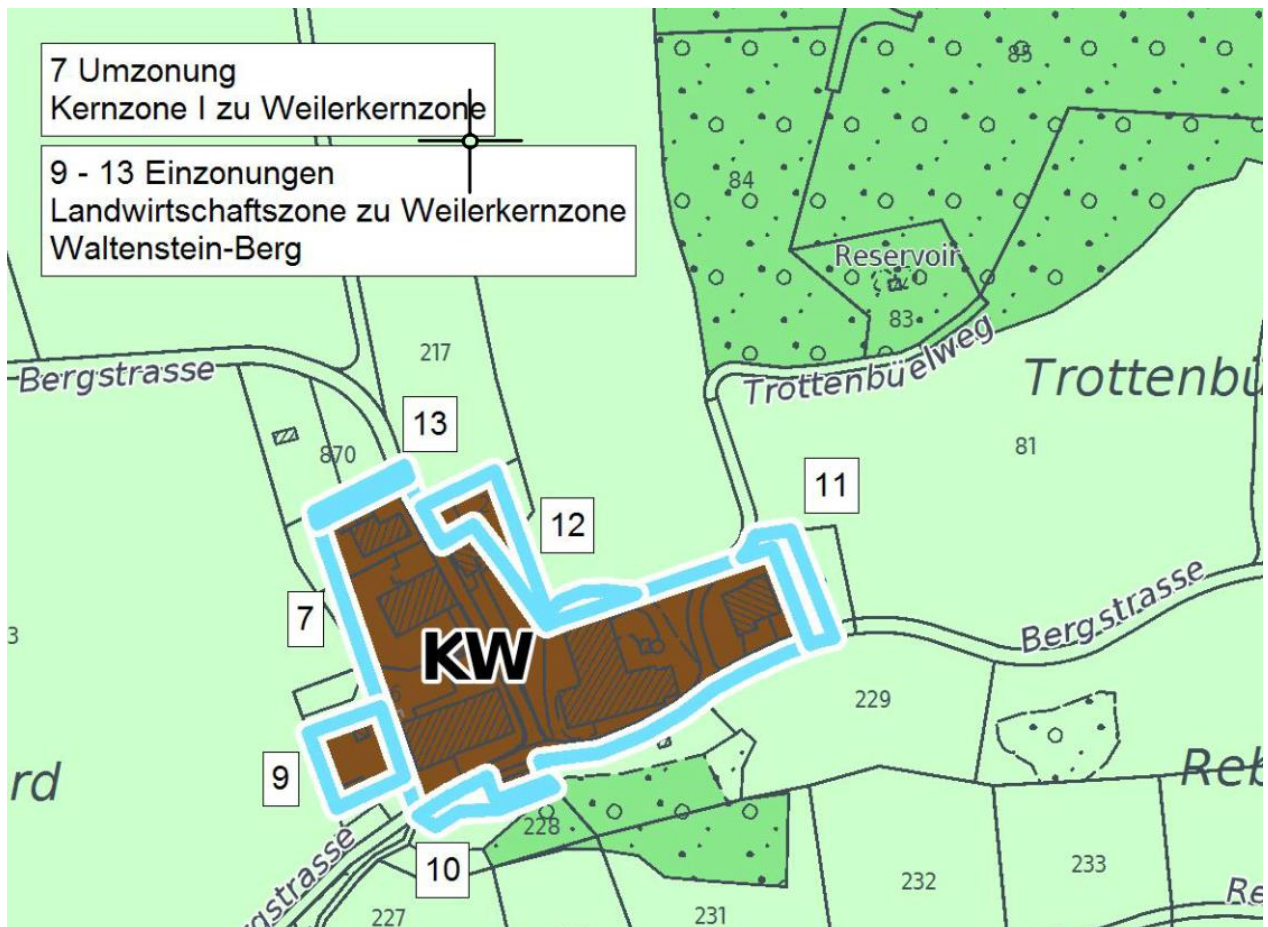 7 Umzonung
Kernzone I zu Weilerkernzone
9 - 13 Einzonungen
Landwirtschaftszone zu Weilerkernzone
Waltenstein-Berg
85
84
Reservoir
83
Trottenbüelweg
Trottenbü
217
Bergstrasse
13
870
81
11
12
7
3
KW
Bergstrasse
229
9
rd
Reb
228
10
Bergstrasse
227
231
232
233
Re